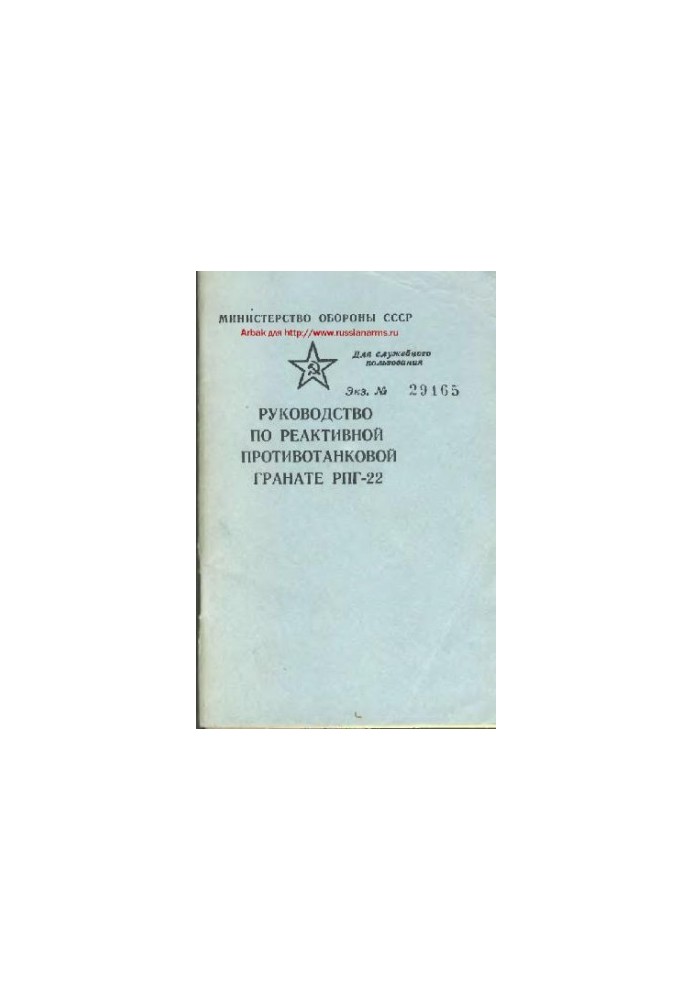 МИНИСТЕРСТВО ОБОРОНЫ СССР
Arbak для http://www.russianarms.ru
Для служебного
пользования
Экз. № 29165
РУКОВОДСТВО
ПО РЕАКТИВНОЙ
ПРОТИВОТАНКОВОЙ
ГРАНАТЕ РПГ-22